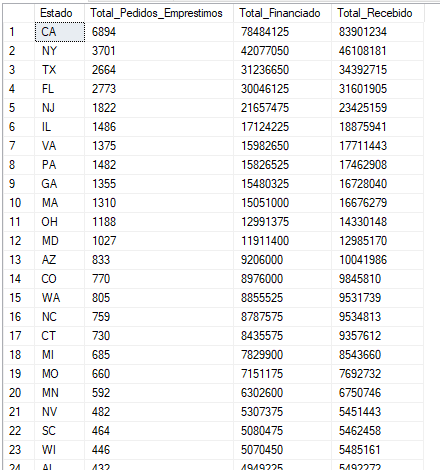 Estado Total_Pedidos_Emprestimos Total_Financiado Total_Recebido
1 CA 6894 78484125 83901234
2 NY 3701 42077050 46108181
3 TX 2664 31236650 34392715
4 FL 2773 30046125 31601905
5 NJ 1822 21657475 23425159
6 IL 1486 17124225 18875941
7 VA 1375 15982650 17711443
8 PA 1482 15826525 17462908
9 GA 1355 15480325 16728040
10 MA 1310 15051000 16676279
11 OH 1188 12991375 14330148
12 MD 1027 11911400 12985170
13 AZ 833 9206000 10041986
14 CO 770 8976000 9845810
15 WA 805 8855525 9531739
16 NC 759 8787575 9534813
17 CT 730 8435575 9357612
18 MI 685 7829900 8543660
19 MO 660 7151175 7692732
20 MN 592 6302600 6750746
21 NV 482 5307375 5451443
22 SC 464 5080475 5462458
23 WI 446 5070450 5485161
24 AL 432 4949225 5492272